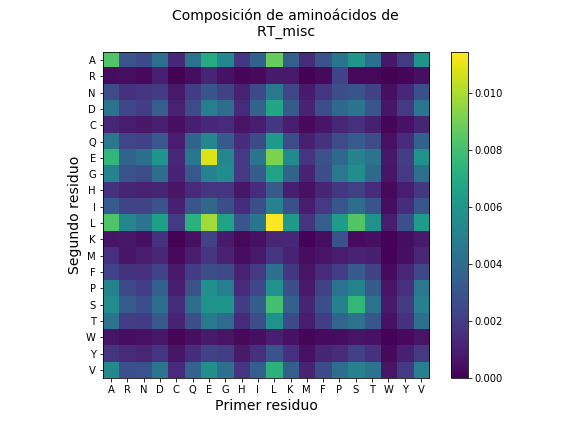 Composición de aminoácidos de
RT_misc
Segundo residuo
A
R
N
D
C
Q
E
G
H
I
L
K
M
F
P
S
T
W
Y
V
A R N D C Q E G H I L K M F P S T W Y V
Primer residuo
0.010
0.008
0.006
0.004
0.002
0.000